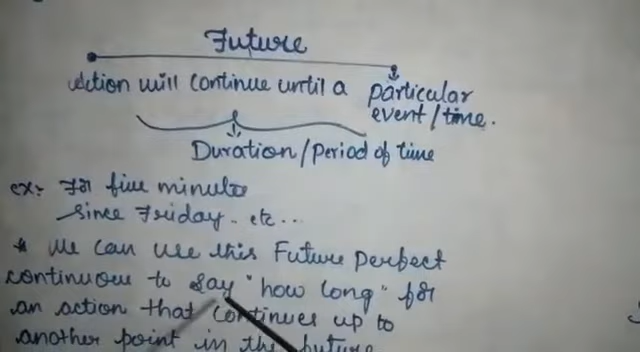 Future
Action will continue until a particular
event/time.
Duration/Period of time
ex: For five minutes
Since Friday. etc...
* We can use this Future perfect
continuous to say "how long" for
an action that continues up to
another point in the future